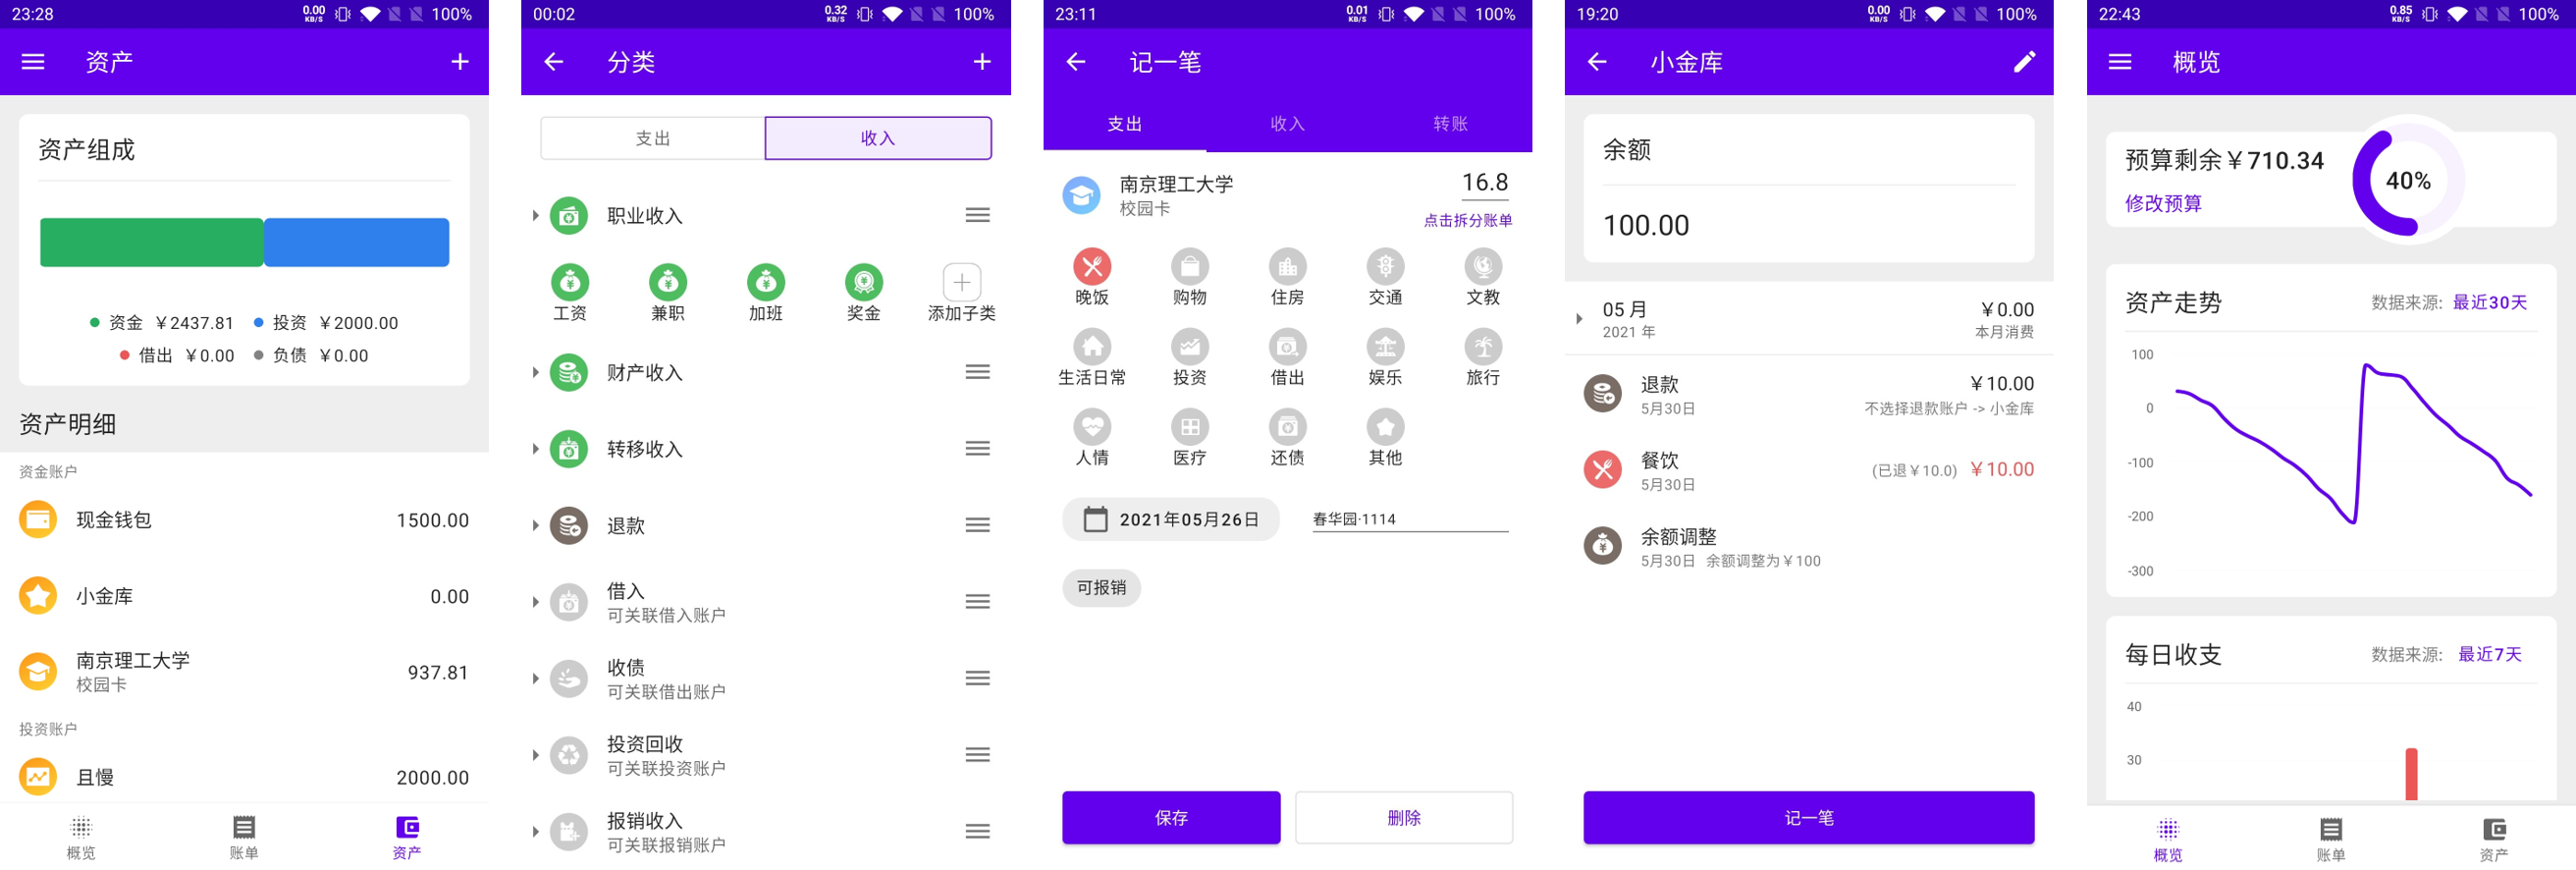 23:28
0.00 KB/S
100%
资产
资产组成
资金 ￥2437.81 投资 ￥2000.00
借出 ￥0.00 负债 ￥0.00
资产明细
资金账户
现金钱包 1500.00
小金库 0.00
南京理工大学
校园卡
937.81
投资账户
且慢 2000.00
概览 账单 资产
00:02
0.32 KB/S
100%
分类
支出 收入
职业收入
工资 兼职 加班 奖金 添加子类
财产收入
转移收入
退款
借入
可关联借入账户
收债
可关联借出账户
投资回收
可关联投资账户
报销收入
可关联报销账户
23:11
0.01 KB/S
100%
记一笔
支出 收入 转账
南京理工大学
校园卡
16.8
点击拆分账单
晚饭 购物 住房 交通 文教
生活日常 投资 借出 娱乐 旅行
人情 医疗 还债 其他
2021年05月26日 春华园·1114
可报销
保存 删除
19:20
0.00 KB/S
100%
小金库
余额
100.00
05 月 ￥0.00
2021 年 本月消费
退款 ￥10.00
5月30日 不选择退款账户 -> 小金库
餐饮 (已退￥10.0) ￥10.00
5月30日
余额调整
5月30日 余额调整为￥100
记一笔
22:43
0.85 KB/S
100%
概览
预算剩余￥710.34
修改预算
40%
资产走势 数据来源: 最近30天
100
0
-100
-200
-300
每日收支 数据来源: 最近7天
40
30
概览 账单 资产